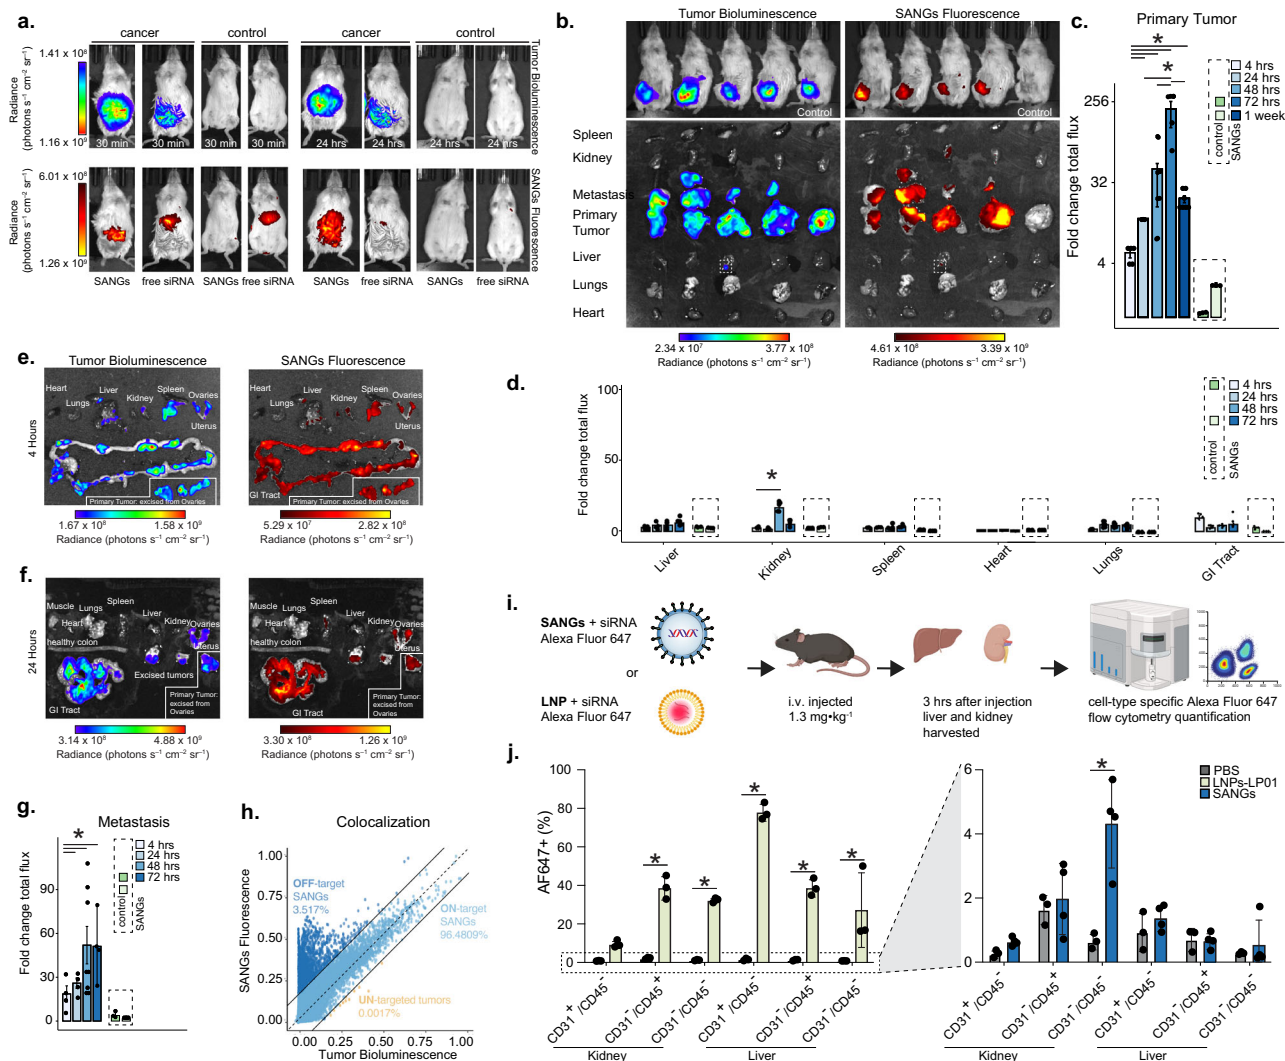 a.
cancer
control
cancer
control
1.41 x 10⁸
Radiance
(photons s⁻¹ cm⁻² sr⁻¹)
1.16 x 10⁹
30 min
30 min
30 min
30 min
24 hrs
24 hrs
24 hrs
24 hrs
Tumor Bioluminescence
6.01 x 10⁸
Radiance
(photons s⁻¹ cm⁻² sr⁻¹)
1.26 x 10⁹
SANGs Fluorescence
SANGs
free siRNA
SANGs
free siRNA
SANGs
free siRNA
SANGs
free siRNA
b.
Tumor Bioluminescence
SANGs Fluorescence
Control
Control
Spleen
Kidney
Metastasis
Primary
Tumor
Liver
Lungs
Heart
2.34 x 10⁷
3.77 x 10⁸
Radiance (photons s⁻¹ cm⁻² sr⁻¹)
4.61 x 10⁸
3.39 x 10⁹
Radiance (photons s⁻¹ cm⁻² sr⁻¹)
c.
Primary Tumor
*
*
Fold change total flux
256
32
4
control
SANGs
4 hrs
24 hrs
48 hrs
72 hrs
1 week
d.
Fold change total flux
100
50
0
*
Liver
Kidney
Spleen
Heart
Lungs
GI Tract
control
SANGs
4 hrs
24 hrs
48 hrs
72 hrs
e.
Tumor Bioluminescence
SANGs Fluorescence
4 Hours
Heart
Lungs
Liver
Kidney
Spleen
Ovaries
Uterus
Primary Tumor: excised from Ovaries
Heart
Lungs
Liver
Kidney
Spleen
Ovaries
Uterus
GI Tract
Primary Tumor: excised from Ovaries
1.67 x 10⁸
1.58 x 10⁹
Radiance (photons s⁻¹ cm⁻² sr⁻¹)
5.29 x 10⁷
2.82 x 10⁸
Radiance (photons s⁻¹ cm⁻² sr⁻¹)
f.
24 Hours
Muscle
Lungs
Spleen
Heart
Liver
Kidney
Ovaries
healthy colon
Uterus
Excised tumors
GI Tract
Primary Tumor:
excised from
Ovaries
Muscle
Lungs
Spleen
Heart
Liver
Kidney
Ovaries
healthy colon
Uterus
GI Tract
Primary Tumor:
excised from
Ovaries
3.14 x 10⁸
4.88 x 10⁹
Radiance (photons s⁻¹ cm⁻² sr⁻¹)
3.30 x 10⁸
1.26 x 10⁹
Radiance (photons s⁻¹ cm⁻² sr⁻¹)
g.
Metastasis
*
Fold change total flux
90
60
30
0
control
SANGs
4 hrs
24 hrs
48 hrs
72 hrs
h.
Colocalization
SANGs Fluorescence
1.00
0.75
0.50
0.25
0.00
OFF-target
SANGs
3.517%
ON-target
SANGs
96.4809%
UN-targeted tumors
0.0017%
0.00
0.25
0.50
0.75
1.00
Tumor Bioluminescence
i.
SANGs + siRNA
Alexa Fluor 647
or
LNP + siRNA
Alexa Fluor 647
i.v. injected
1.3 mg•kg⁻¹
3 hrs after injection
liver and kidney
harvested
cell-type specific Alexa Fluor 647
flow cytometry quantification
j.
AF647+ (%)
100
80
60
40
20
0
*
*
*
*
*
CD31⁺/CD45⁻
CD31⁻/CD45⁺
CD31⁻/CD45⁻
CD31⁺/CD45⁻
CD31⁻/CD45⁺
CD31⁻/CD45⁻
Kidney
Liver
6
4
2
0
*
PBS
LNPs-LP01
SANGs
CD31⁺/CD45⁻
CD31⁻/CD45⁺
CD31⁻/CD45⁻
CD31⁺/CD45⁻
CD31⁻/CD45⁺
CD31⁻/CD45⁻
Kidney
Liver